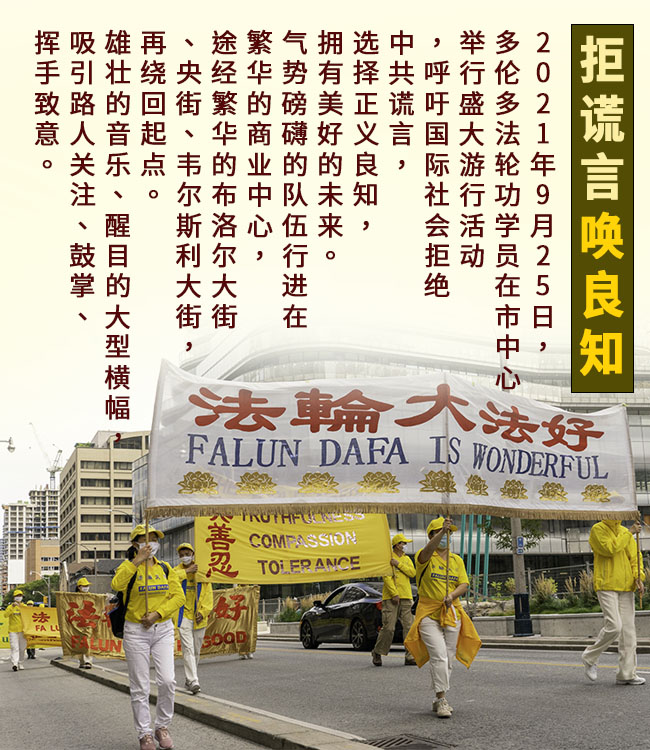 拒谎言唤良知
2021年9月25日，
多伦多法轮功学员在市中心
举行盛大游行活动
，呼吁国际社会拒绝
中共谎言，
选择正义良知，
拥有美好的未来。
气势磅礴的队伍行进在
繁华的商业中心，
途经繁华的布洛尔大街
、央街、韦尔斯利大街，
再绕回起点。
雄壮的音乐、醒目的大型横幅，
吸引路人关注、鼓掌、
挥手致意。
法輪大法好
FALUN DAFA IS WONDERFUL
善忍
TRUTHFULNESS
COMPASSION
TOLERANCE
法
好
FALUN
GOOD
法